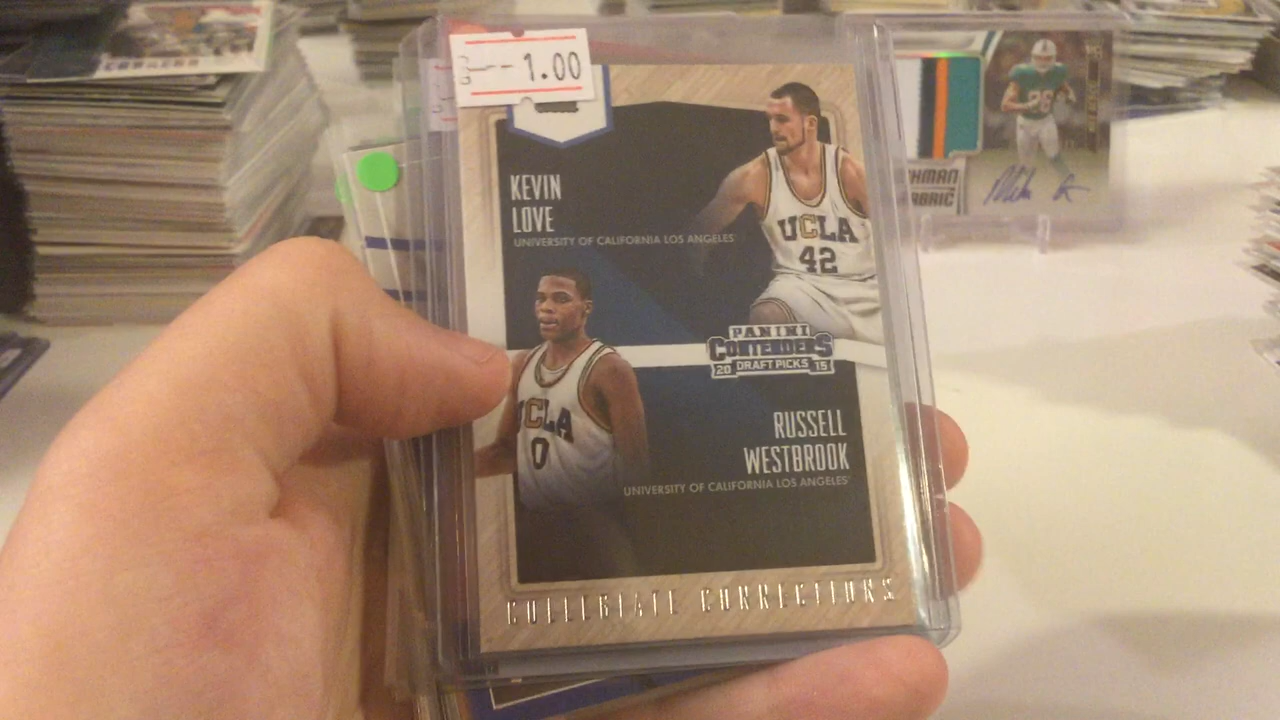 1.00
KEVIN
LOVE
UNIVERSITY OF CALIFORNIA LOS ANGELES
UCLA
42
PANINI
CONTENDERS
20 DRAFT PICKS 15
UCLA
0
RUSSELL
WESTBROOK
UNIVERSITY OF CALIFORNIA LOS ANGELES
COLLEGIATE CONNECTIONS
26